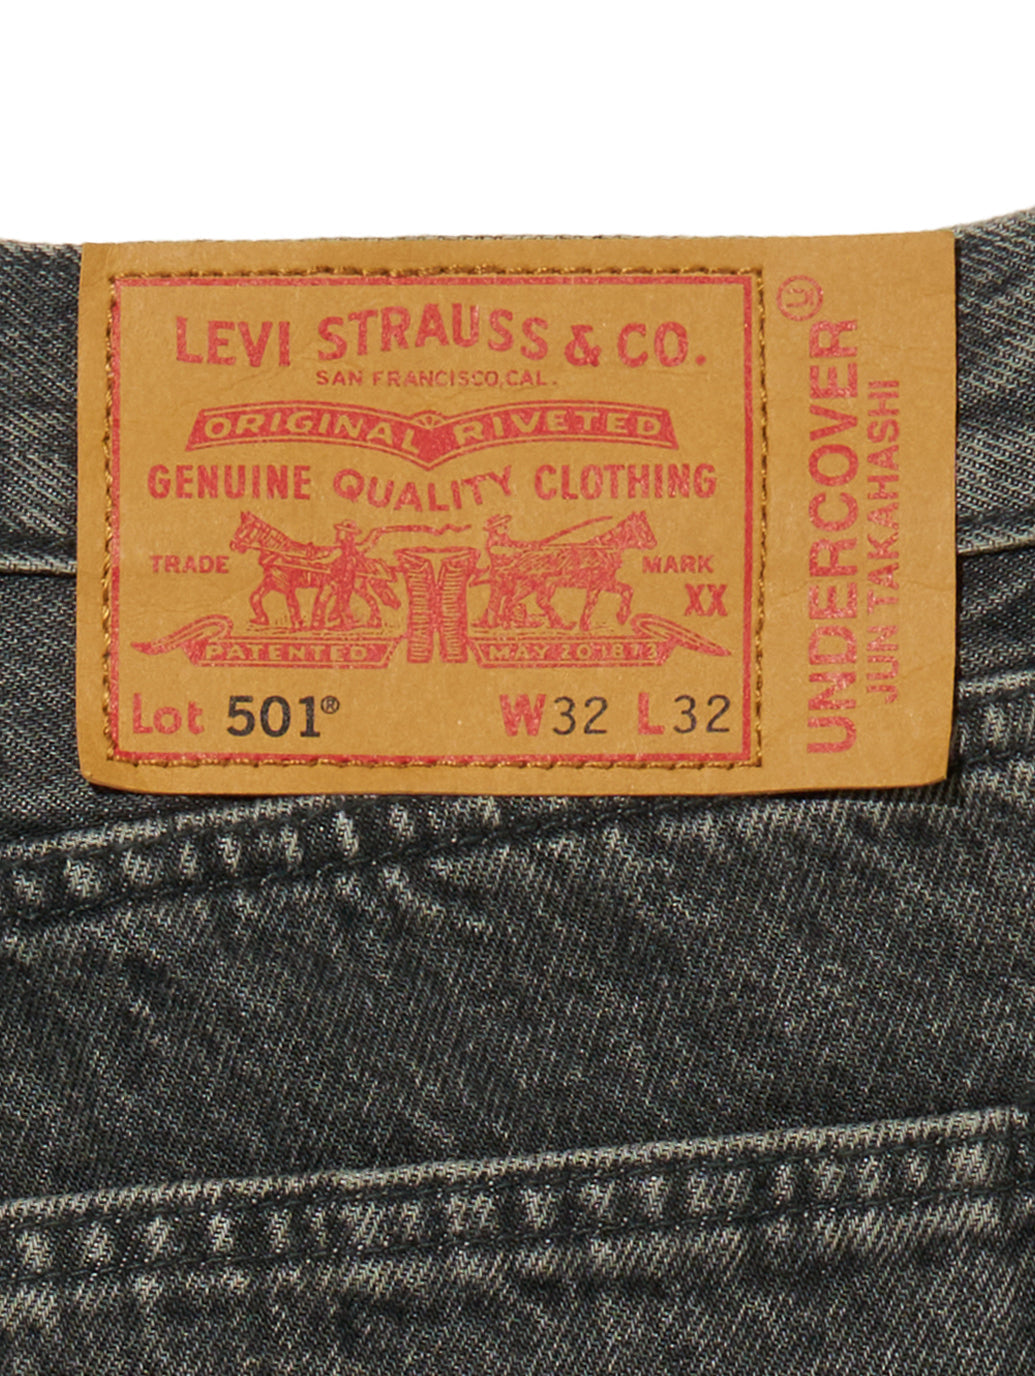 LEVI STRAUSS & CO.
SAN FRANCISCO, CAL.
ORIGINAL RIVETED
GENUINE QUALITY CLOTHING
TRADE MARK
XX
PATENTED MAY 20 1873
Lot 501® W32 L32
UNDERCOVER
JUN TAKAHASHI